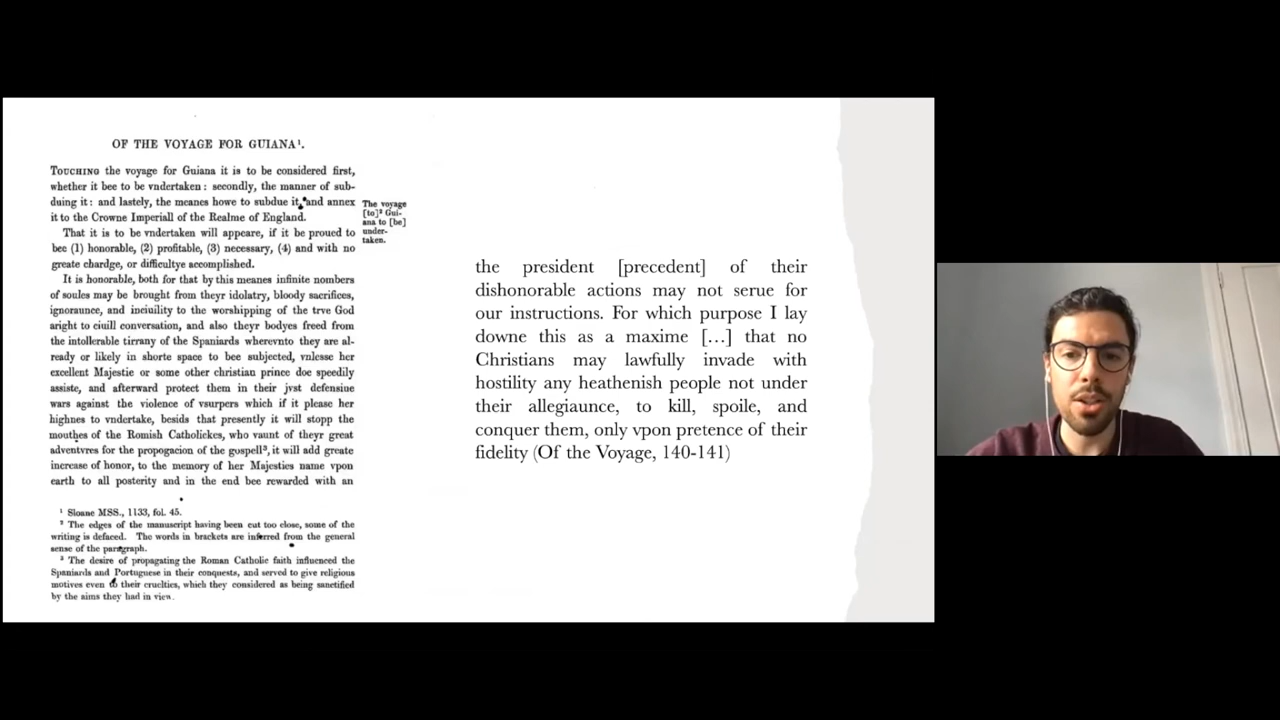 OF THE VOYAGE FOR GUIANA¹.
TOUCHING the voyage for Guiana it is to be considered first,
whether it bee to be vndertaken : secondly, the manner of sub-
duing it : and lastely, the meanes howe to subdue it, and annex
it to the Crowne Imperiall of the Realme of England.
The voyage
[to]² Gui-
ana to [be]
under-
taken.
That it is to be vndertaken will appeare, if it be proued to
bee (1) honorable, (2) profitable, (3) necessary, (4) and with no
greate chardge, or difficultye accomplished.
It is honorable, both for that by this meanes infinite nombers
of soules may be brought from theyr idolatry, bloody sacrifices,
ignoraunce, and inciuility to the worshipping of the trve God
aright to ciuill conversation, and also theyr bodyes freed from
the intollerable tirrany of the Spaniards wherevnto they are al-
ready or likely in shorte space to bee subjected, vnlesse her
excellent Majestie or some other christian prince doe speedily
assiste, and afterward protect them in their jvst defensiue
wars against the violence of vsurpers which if it please her
highnes to vndertake, besids that presently it will stopp the
mouthes of the Romish Catholickes, who vaunt of theyr great
adventvres for the propogacion of the gospell³, it will add greate
increase of honor, to the memory of her Majesties name vpon
earth to all posterity and in the end bee rewarded with an
¹ Sloane MSS., 1133, fol. 45.
² The edges of the manuscript having been cut too close, some of the
writing is defaced. The words in brackets are inferred from the general
sense of the paragraph.
³ The desire of propagating the Roman Catholic faith influenced the
Spaniards and Portuguese in their conquests, and served to give religious
motives even to their cruelties, which they considered as being sanctified
by the aims they had in view.
the president [precedent] of their
dishonorable actions may not serue for
our instructions. For which purpose I lay
downe this as a maxime […] that no
Christians may lawfully invade with
hostility any heathenish people not under
their allegiaunce, to kill, spoile, and
conquer them, only vpon pretence of their
fidelity (Of the Voyage, 140-141)